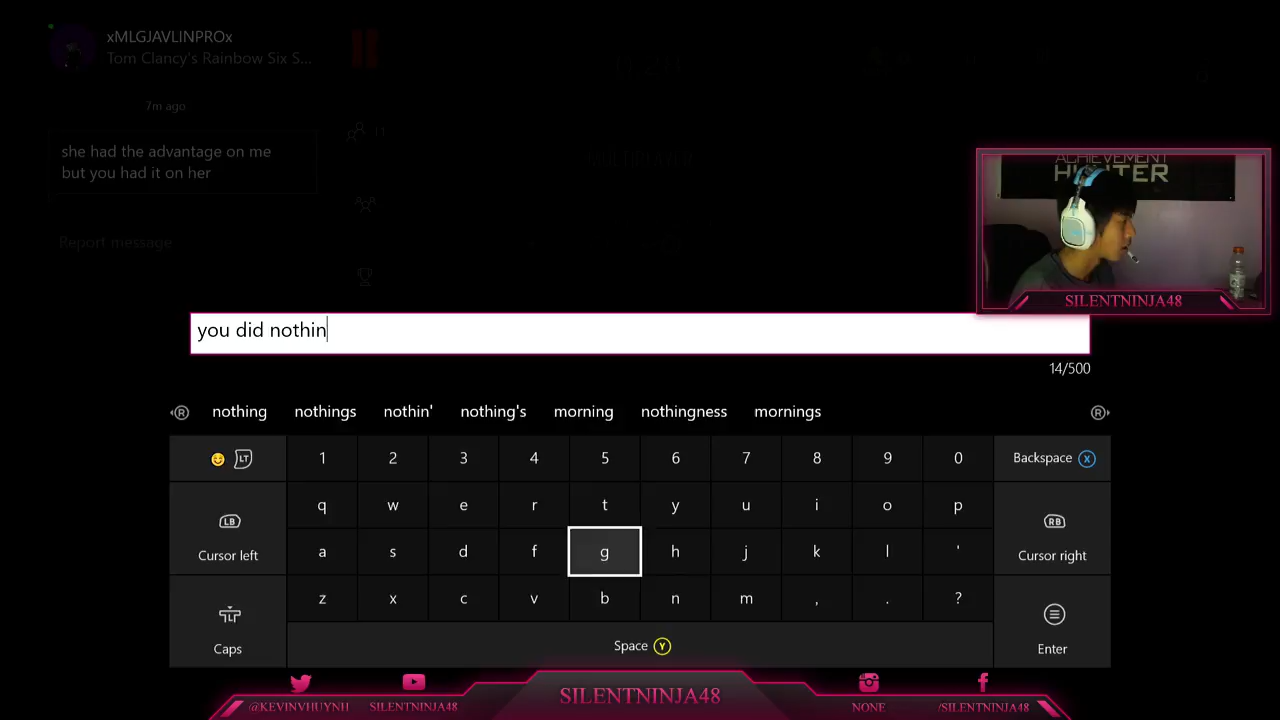 xMLGJAVLINPROx
Tom Clancy's Rainbow Six S...
7m ago
she had the advantage on me
but you had it on her
11
SILENTNINJA48
Report message
ACHIEVEMENT
HUNTER
SILENTNINJA48
you did nothin
14/500
R nothing nothings nothin' nothing's morning nothingness mornings R
LT 1 2 3 4 5 6 7 8 9 0 Backspace X
q w e r t y u i o p
LB RB
Cursor left a s d f g h j k l ' Cursor right
z x c v b n m , . ?
Caps Space Y Enter
@KEVINVHUYNH SILENTNINJA48 SILENTNINJA48 NONE /SILENTNINJA48